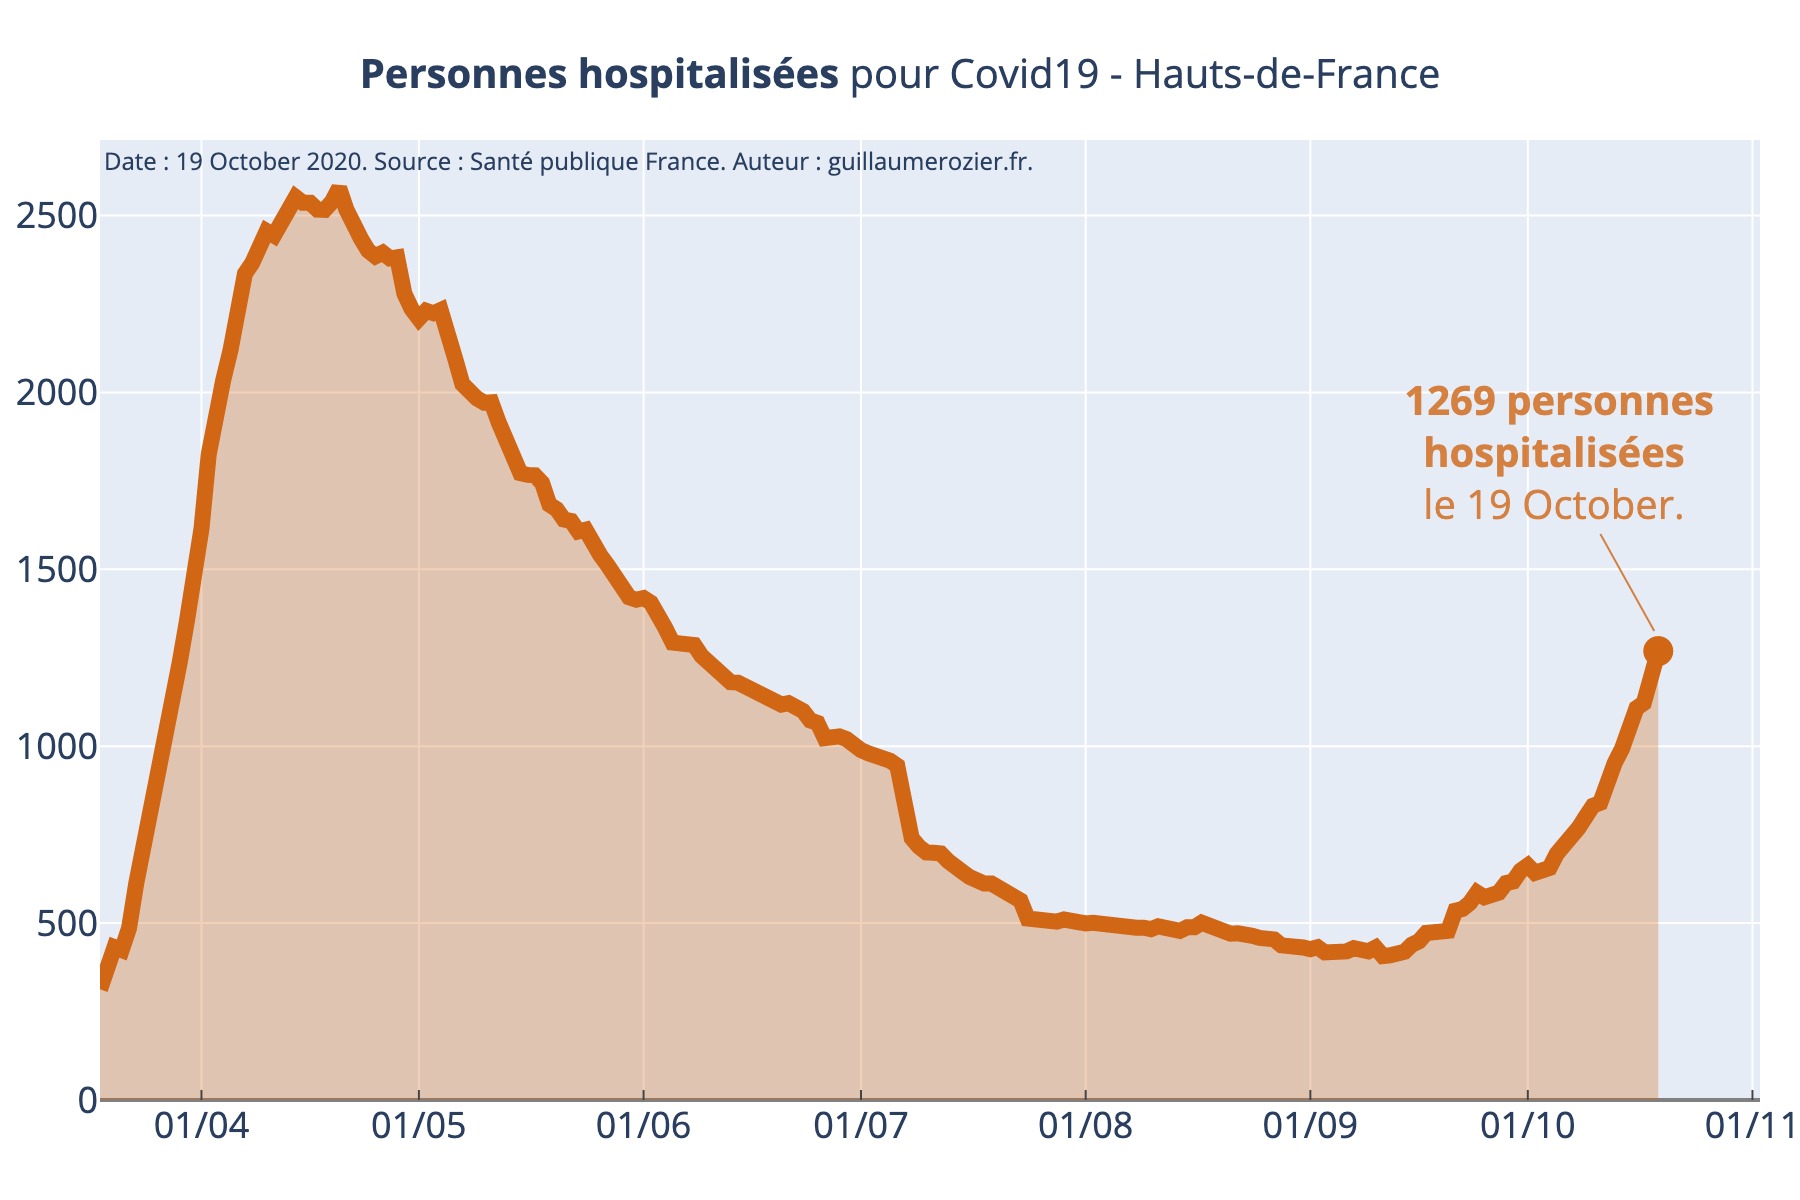 Personnes hospitalisées pour Covid19 - Hauts-de-France
Date : 19 October 2020. Source : Santé publique France. Auteur : guillaumerozier.fr.
2500
2000
1500
1000
500
0
1269 personnes
hospitalisées
le 19 October.
01/04 01/05 01/06 01/07 01/08 01/09 01/10 01/11